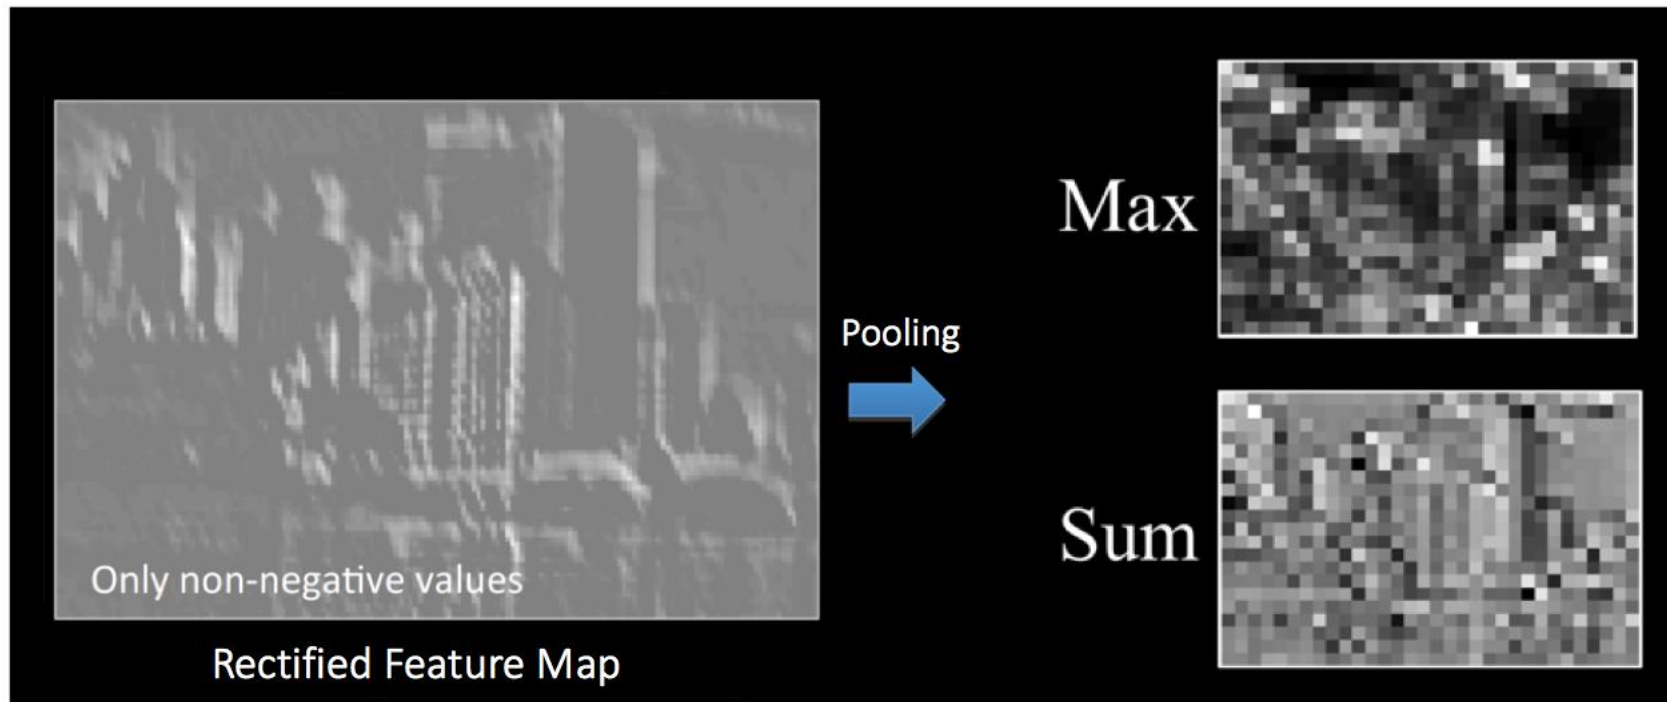 Only non-negative values
Rectified Feature Map
Pooling
Max
Sum